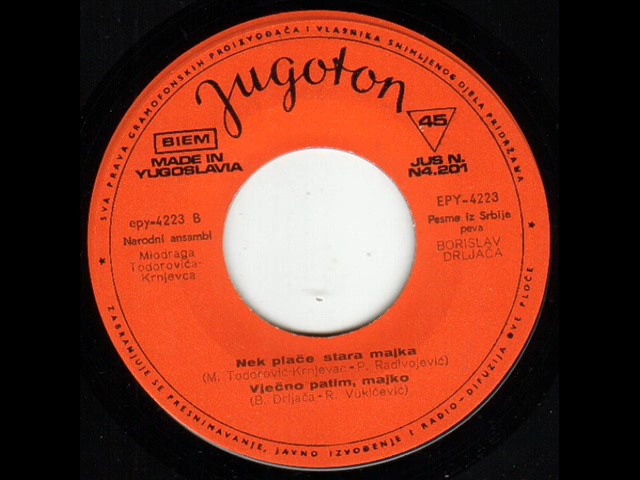 SVA PRAVA GRAMOFONSKIH PROIZVOĐAČA I VLASNIKA SNIMLJENOG DJELA PRIDRŽANA
Jugoton
BIEM
MADE IN
YUGOSLAVIA
45
JUS N.
N4.201
epy-4223 B
Narodni ansambl
Miodraga
Todorovića-
Krnjevca
EPY-4223
Pesme iz Srbije
peva
BORISLAV
DRLJAČA
Nek plače stara majka
(M. Todorović-Krnjevac - P. Radivojević)
Vječno patim, majko
(B. Drljača - R. Vukićević)
ZABRANJUJE SE PRESNIMAVANJE, JAVNO IZVOĐENJE I RADIO-DIFUZIJA OVE PLOČE